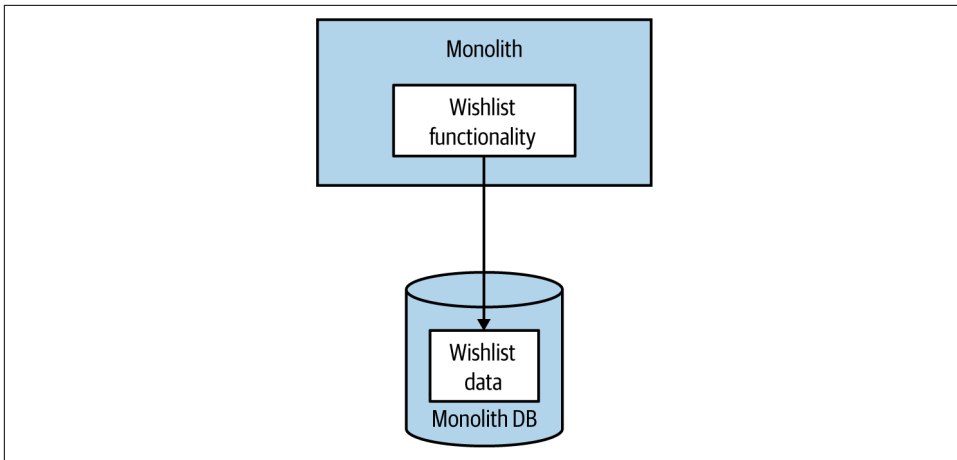 Monolith
Wishlist
functionality
Wishlist
data
Monolith DB